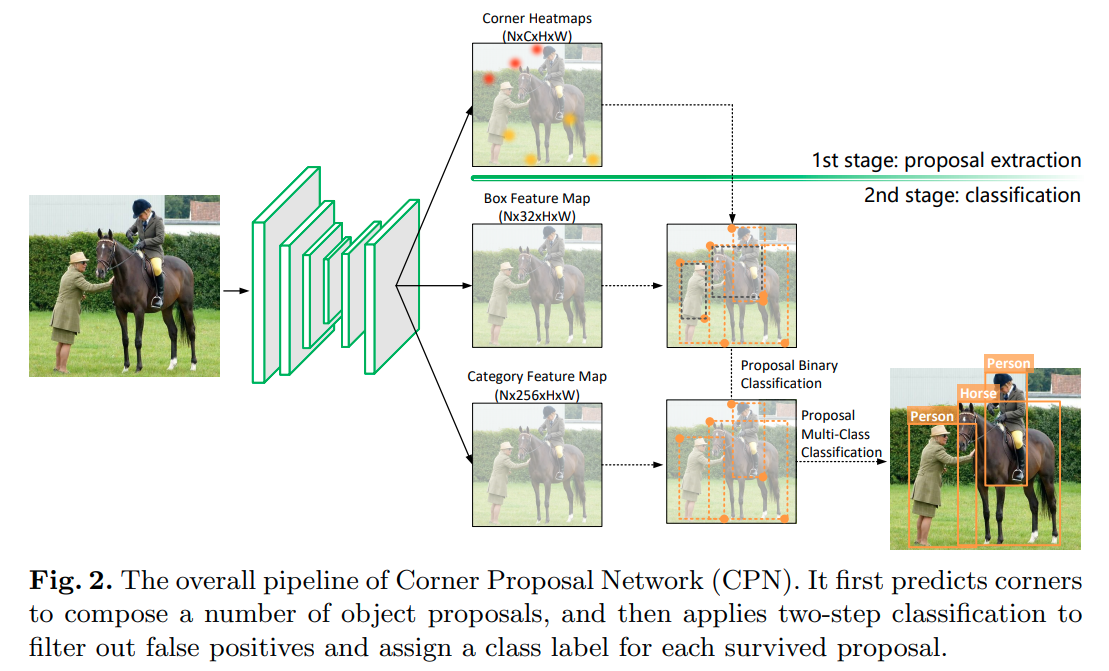 Corner Heatmaps
(NxCxHxW)
1st stage: proposal extraction
2nd stage: classification
Box Feature Map
(Nx32xHxW)
Proposal Binary
Classification
Category Feature Map
(Nx256xHxW)
Proposal
Multi-Class
Classification
Person
Horse
Person
Fig. 2. The overall pipeline of Corner Proposal Network (CPN). It first predicts corners
to compose a number of object proposals, and then applies two-step classification to
filter out false positives and assign a class label for each survived proposal.